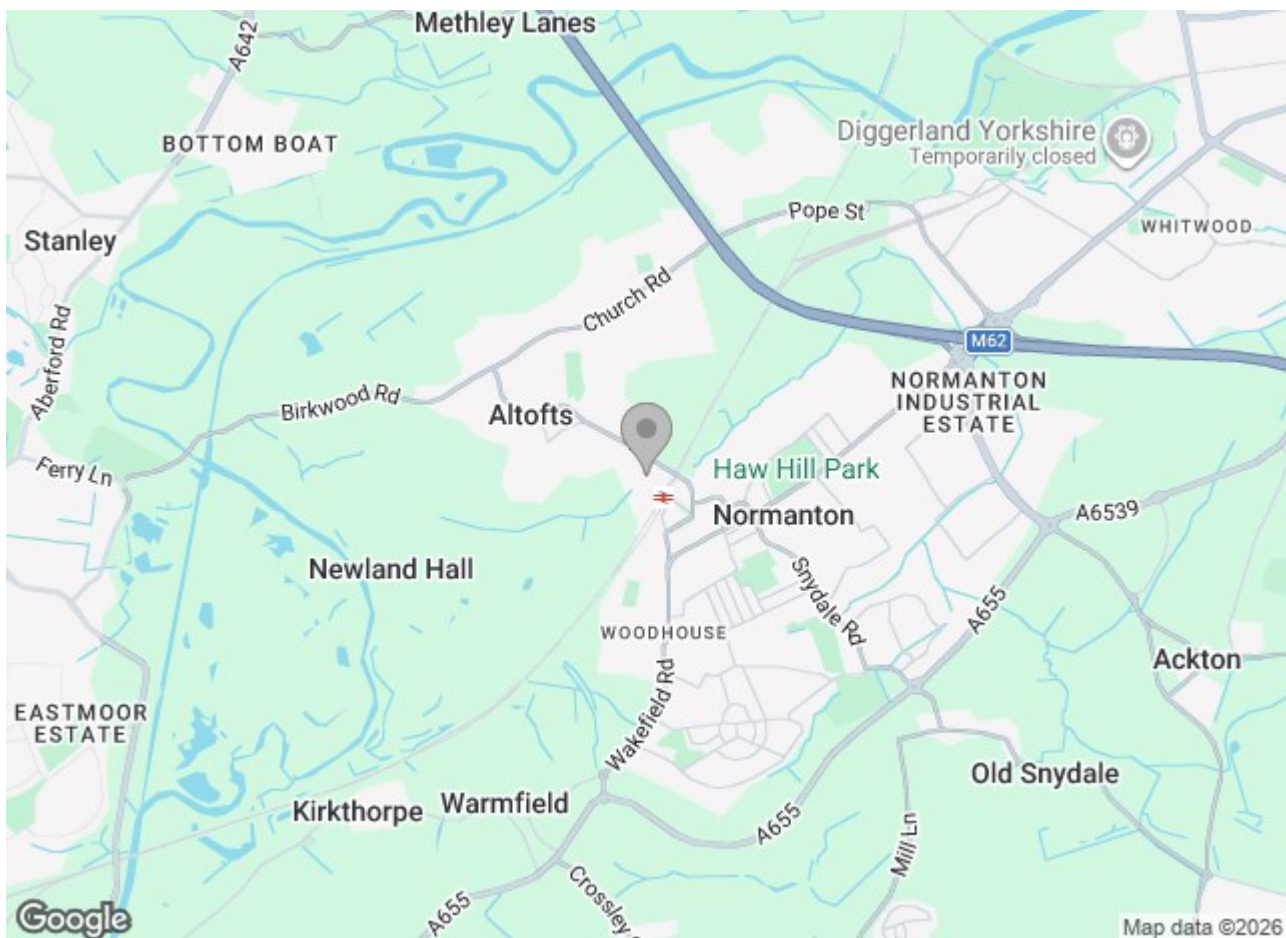 Methley Lanes
A642
BOTTOM BOAT
Diggerland Yorkshire
Temporarily closed
Pope St
WHITWOOD
Stanley
Church Rd
M62
Aberford Rd
Birkwood Rd
NORMANTON
INDUSTRIAL
ESTATE
Altofts
Ferry Ln
Haw Hill Park
Normanton
A6539
Newland Hall
Snydale Rd
A655
WOODHOUSE
Ackton
Wakefield Rd
EASTMOOR
ESTATE
Old Snydale
Kirkthorpe
Warmfield
A655
Mill Ln
Crossley
A655
Google
Map data ©2026